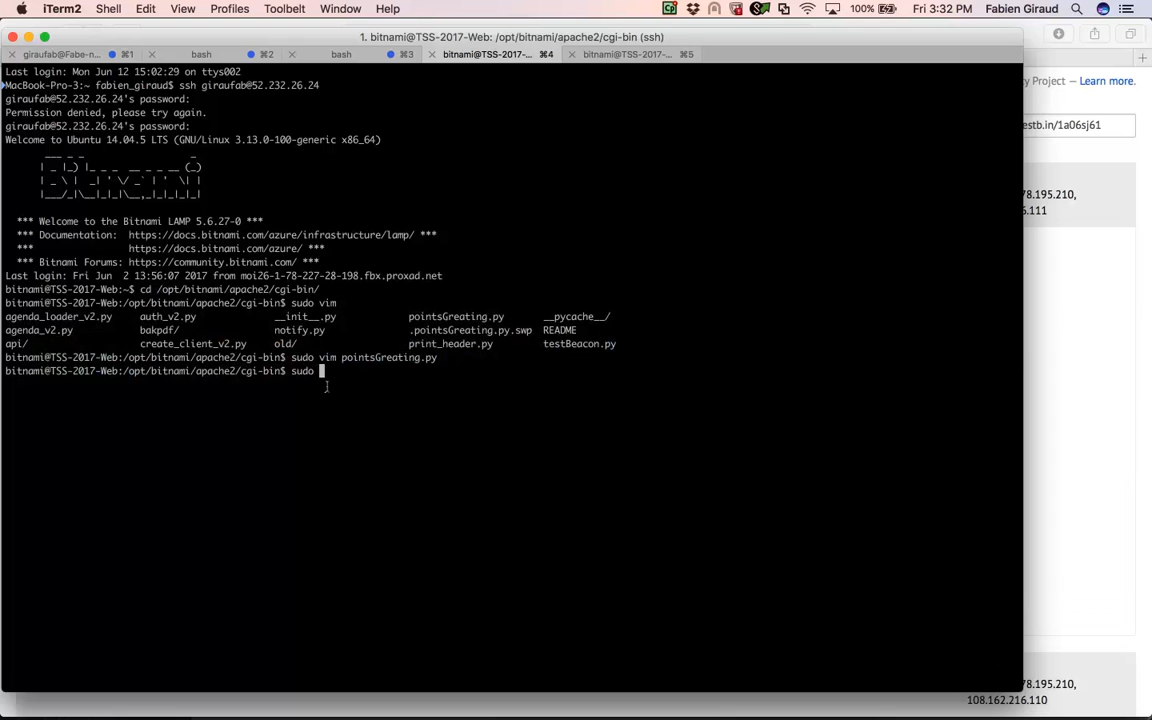 iTerm2 Shell Edit View Profiles Toolbelt Window Help 100% Fri 3:32 PM Fabien Giraud
1. bitnami@TSS-2017-Web: /opt/bitnami/apache2/cgi-bin (ssh)
giraufab@Fabe-n... ⌘1 bash ⌘2 bash ⌘3 bitnami@TSS-2017-... ⌘4 bitnami@TSS-2017-... ⌘5
Last login: Mon Jun 12 15:02:29 on ttys002
MacBook-Pro-3:~ fabien_giraud$ ssh giraufab@52.232.26.24
giraufab@52.232.26.24's password:
Permission denied, please try again.
giraufab@52.232.26.24's password:
Welcome to Ubuntu 14.04.5 LTS (GNU/Linux 3.13.0-100-generic x86_64)
*** Welcome to the Bitnami LAMP 5.6.27-0 ***
*** Documentation: https://docs.bitnami.com/azure/infrastructure/lamp/ ***
*** https://docs.bitnami.com/azure/ ***
*** Bitnami Forums: https://community.bitnami.com/ ***
Last login: Fri Jun 2 13:56:07 2017 from moi26-1-78-227-28-198.fbx.proxad.net
bitnami@TSS-2017-Web:~$ cd /opt/bitnami/apache2/cgi-bin/
bitnami@TSS-2017-Web:/opt/bitnami/apache2/cgi-bin$ sudo vim
agenda_loader_v2.py auth_v2.py __init__.py pointsGreating.py __pycache__/
agenda_v2.py bakpdf/ notify.py .pointsGreating.py.swp README
api/ create_client_v2.py old/ print_header.py testBeacon.py
bitnami@TSS-2017-Web:/opt/bitnami/apache2/cgi-bin$ sudo vim pointsGreating.py
bitnami@TSS-2017-Web:/opt/bitnami/apache2/cgi-bin$ sudo
y Project – Learn more.
estb.in/1a06sj61
78.195.210,
6.111
78.195.210,
108.162.216.110